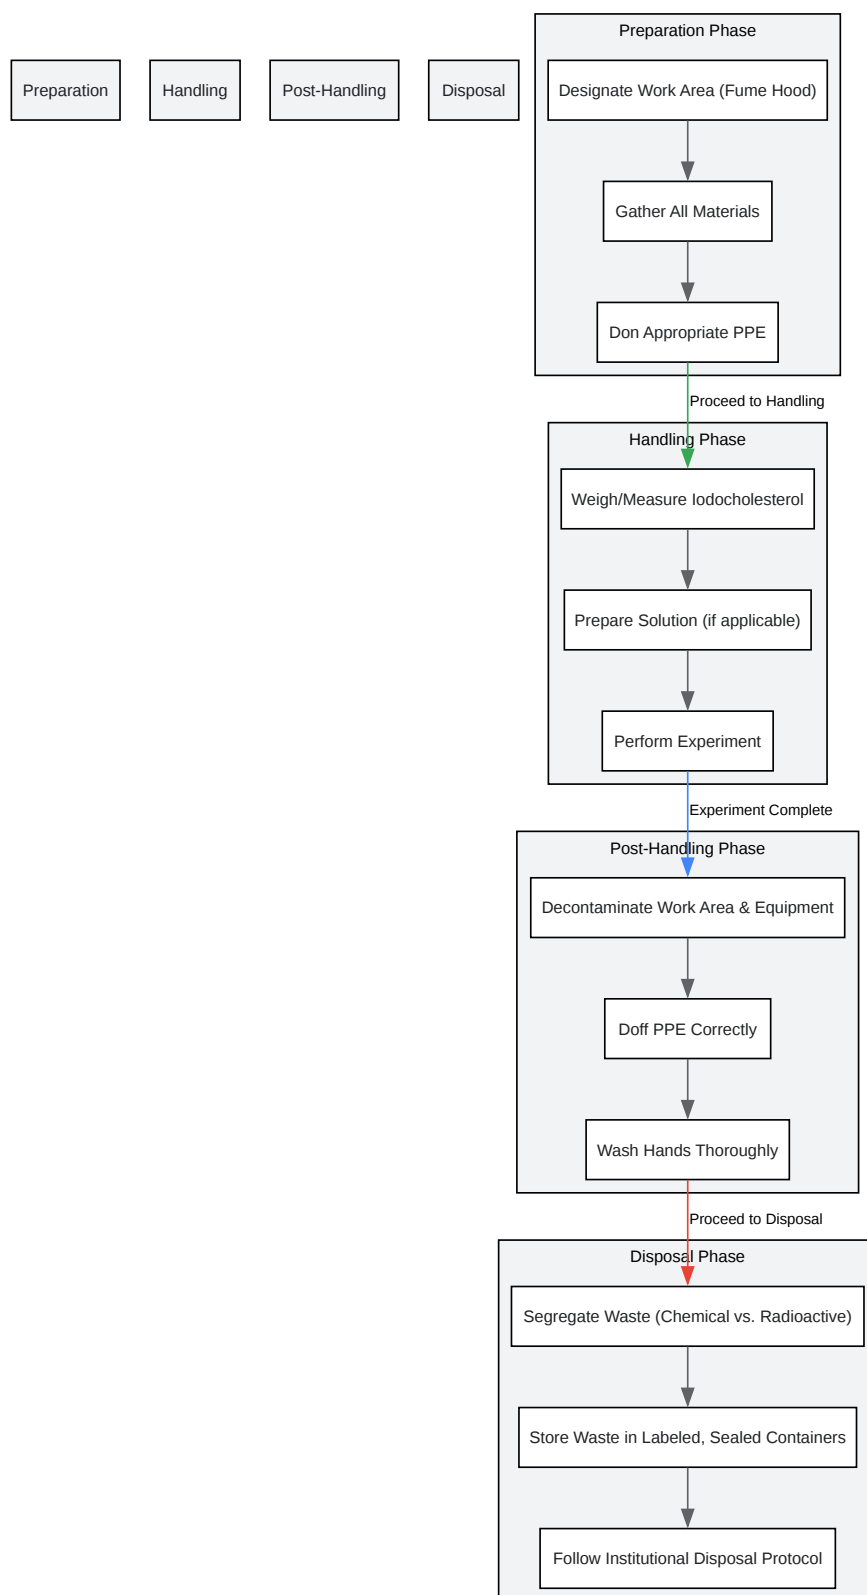 Preparation Phase
Preparation
Handling
Post-Handling
Disposal
Designate Work Area (Fume Hood)
Gather All Materials
Don Appropriate PPE
Proceed to Handling
Handling Phase
Weigh/Measure Iodocholesterol
Prepare Solution (if applicable)
Perform Experiment
Experiment Complete
Post-Handling Phase
Decontaminate Work Area & Equipment
Doff PPE Correctly
Wash Hands Thoroughly
Proceed to Disposal
Disposal Phase
Segregate Waste (Chemical vs. Radioactive)
Store Waste in Labeled, Sealed Containers
Follow Institutional Disposal Protocol